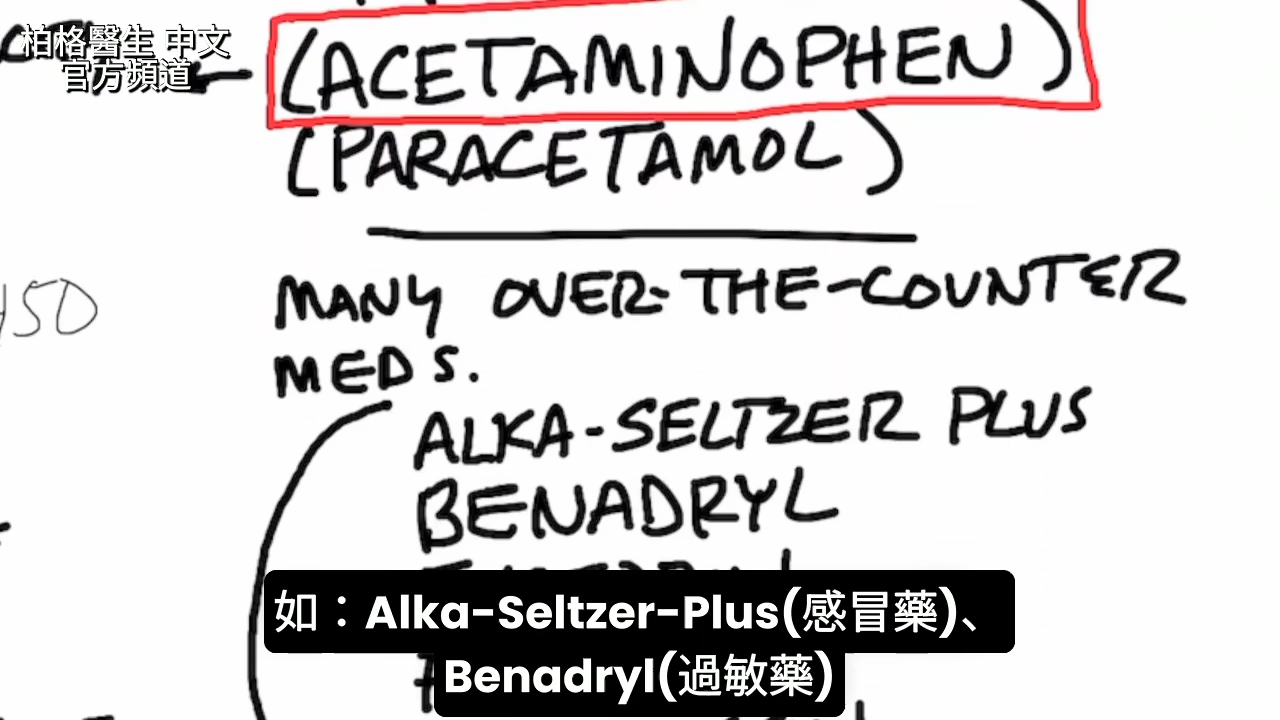 柏格醫生 中文
官方頻道
(ACETAMINOPHEN)
(PARACETAMOL)
450
MANY OVER-THE-COUNTER
MEDS.
ALKA-SELTZER PLUS
BENADRYL
如：Alka-Seltzer-Plus(感冒藥)、
Benadryl(過敏藥)